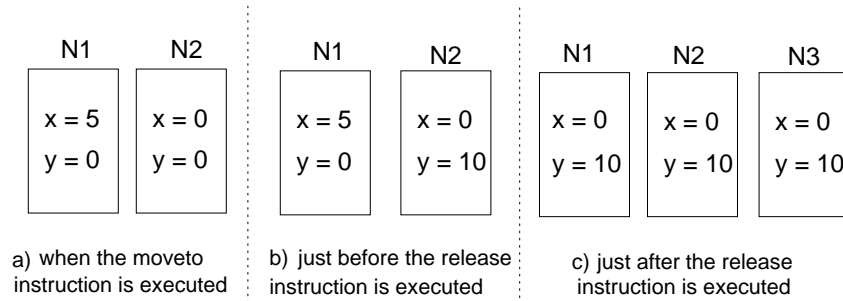 N1 N2
x = 5 x = 0
y = 0 y = 0
a) when the moveto
instruction is executed
N1 N2
x = 5 x = 0
y = 0 y = 10
b) just before the release
instruction is executed
N1 N2 N3
x = 0 x = 0 x = 0
y = 10 y = 10 y = 10
c) just after the release
instruction is executed